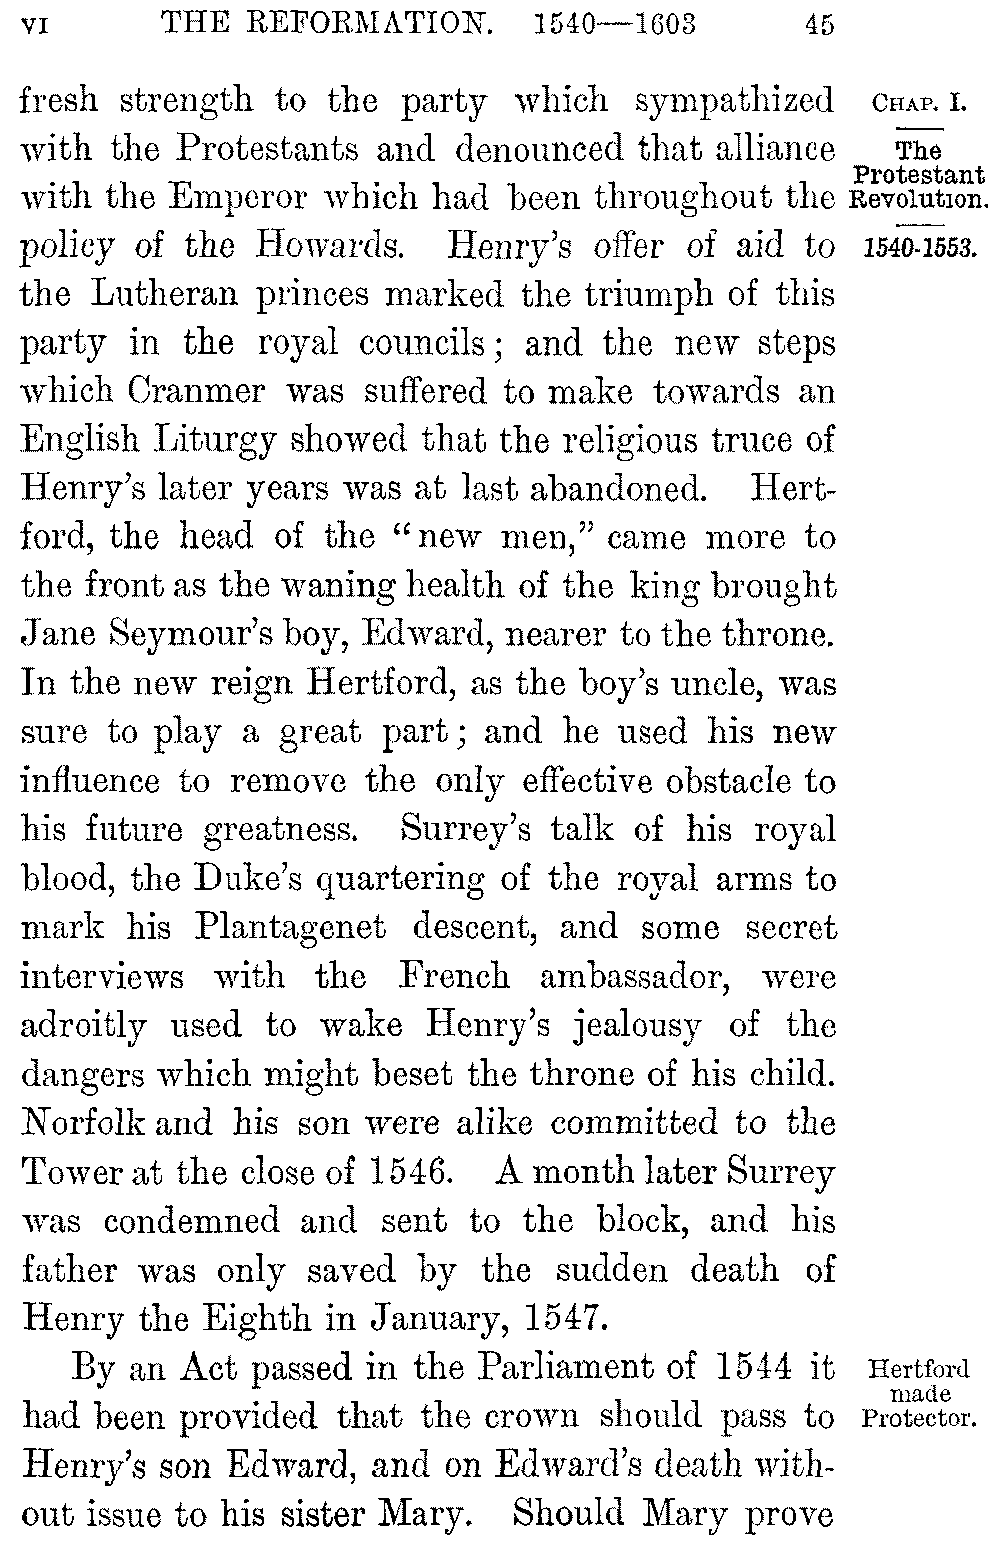 VI THE REFORMATION. 1540—1603 45
fresh strength to the party which sympathized
with the Protestants and denounced that alliance
with the Emperor which had been throughout the
policy of the Howards. Henry's offer of aid to
the Lutheran princes marked the triumph of this
party in the royal councils; and the new steps
which Cranmer was suffered to make towards an
English Liturgy showed that the religious truce of
Henry's later years was at last abandoned. Hert-
ford, the head of the "new men," came more to
the front as the waning health of the king brought
Jane Seymour's boy, Edward, nearer to the throne.
In the new reign Hertford, as the boy's uncle, was
sure to play a great part; and he used his new
influence to remove the only effective obstacle to
his future greatness. Surrey's talk of his royal
blood, the Duke's quartering of the royal arms to
mark his Plantagenet descent, and some secret
interviews with the French ambassador, were
adroitly used to wake Henry's jealousy of the
dangers which might beset the throne of his child.
Norfolk and his son were alike committed to the
Tower at the close of 1546. A month later Surrey
was condemned and sent to the block, and his
father was only saved by the sudden death of
Henry the Eighth in January, 1547.
By an Act passed in the Parliament of 1544 it
had been provided that the crown should pass to
Henry's son Edward, and on Edward's death with-
out issue to his sister Mary. Should Mary prove
CHAP. I.
The
Protestant
Revolution.
1540-1553.
Hertford
made
Protector.